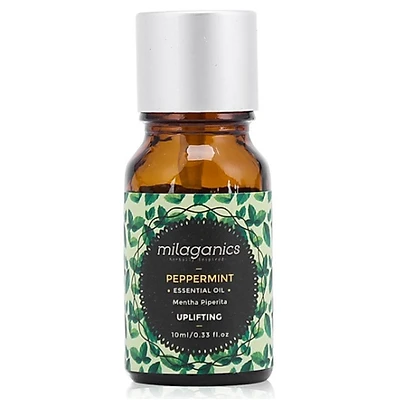 milaganics
PEPPERMINT
• ESSENTIAL OIL •
Mentha Piperita
UPLIFTING
10ml/0.33 fl.oz